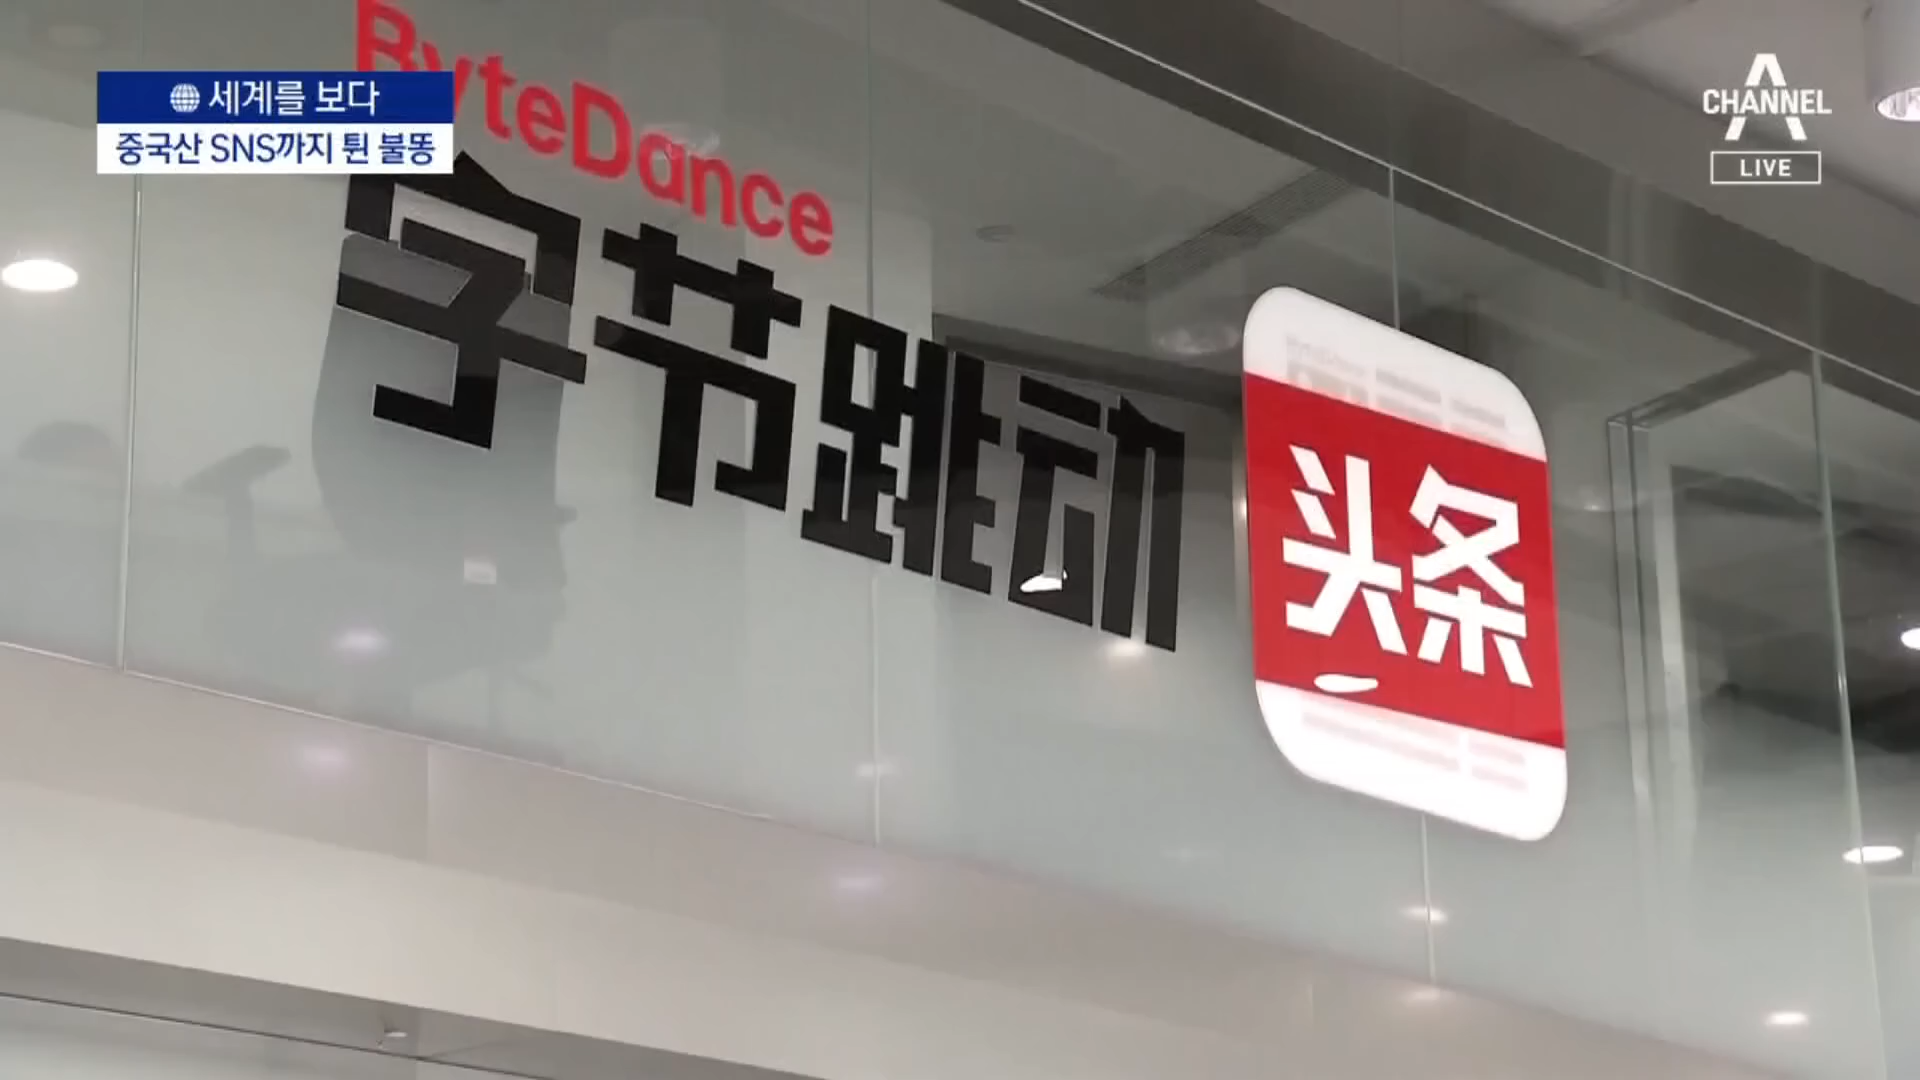 세계를 보다
중국산 SNS까지 튄 불똥
CHANNEL A
LIVE
ByteDance
字节跳动
头条